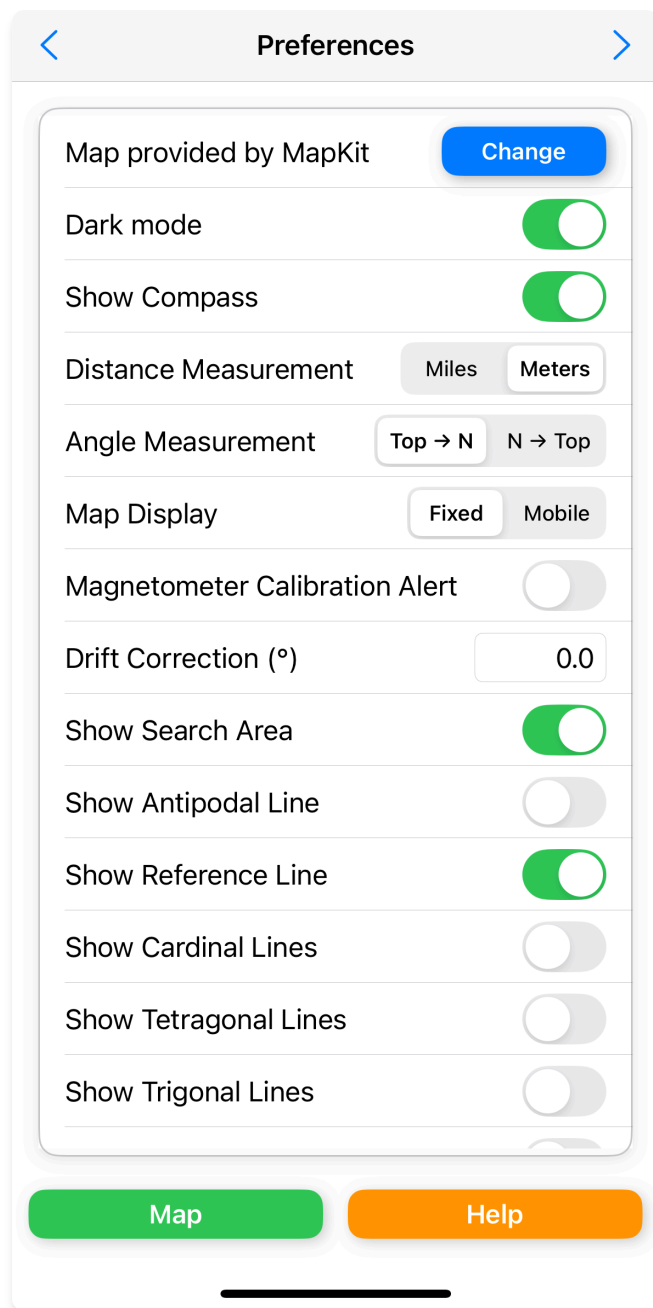 Preferences
Map provided by MapKit Change
Dark mode
Show Compass
Distance Measurement Miles Meters
Angle Measurement Top → N N → Top
Map Display Fixed Mobile
Magnetometer Calibration Alert
Drift Correction (°) 0.0
Show Search Area
Show Antipodal Line
Show Reference Line
Show Cardinal Lines
Show Tetragonal Lines
Show Trigonal Lines
Map Help